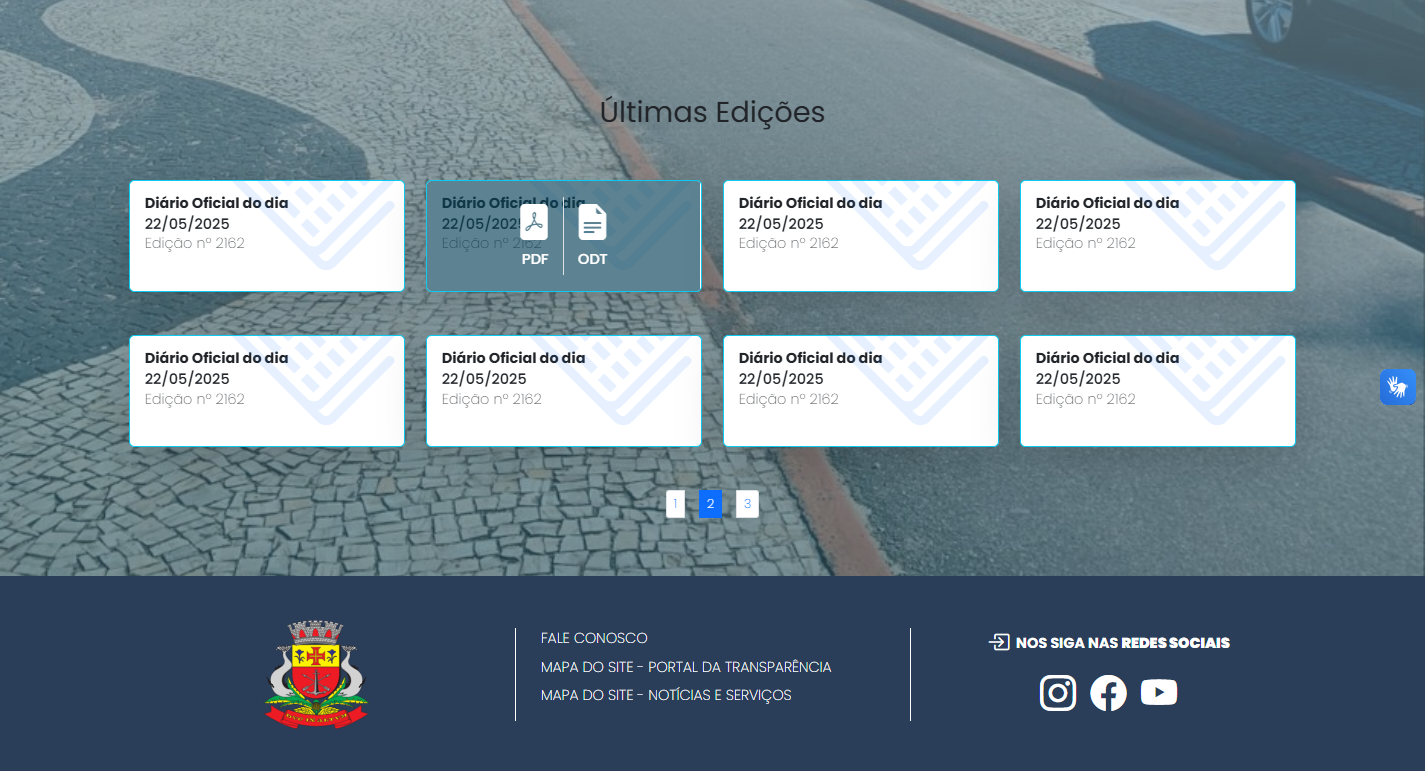 Últimas Edições
Diário Oficial do dia
22/05/2025
Edição nº 2162
Diário Oficial do dia
22/05/2025
Edição nº 2162
PDF
ODT
Diário Oficial do dia
22/05/2025
Edição nº 2162
Diário Oficial do dia
22/05/2025
Edição nº 2162
Diário Oficial do dia
22/05/2025
Edição nº 2162
Diário Oficial do dia
22/05/2025
Edição nº 2162
Diário Oficial do dia
22/05/2025
Edição nº 2162
Diário Oficial do dia
22/05/2025
Edição nº 2162
1 2 3
FALE CONOSCO
MAPA DO SITE - PORTAL DA TRANSPARÊNCIA
MAPA DO SITE - NOTÍCIAS E SERVIÇOS
NOS SIGA NAS REDES SOCIAIS